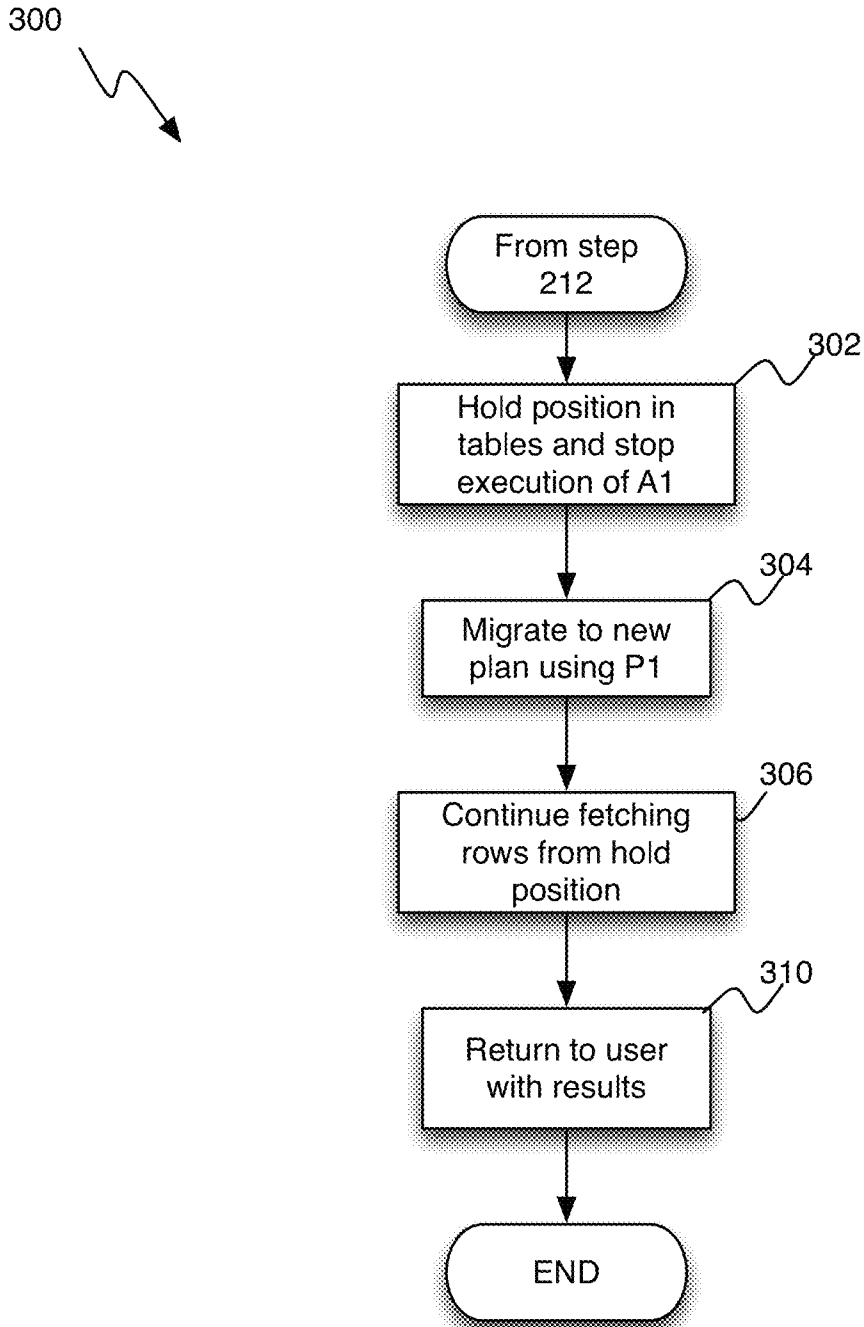 300
From step
212
302
Hold position in
tables and stop
execution of A1
304
Migrate to new
plan using P1
306
Continue fetching
rows from hold
position
310
Return to user
with results
END